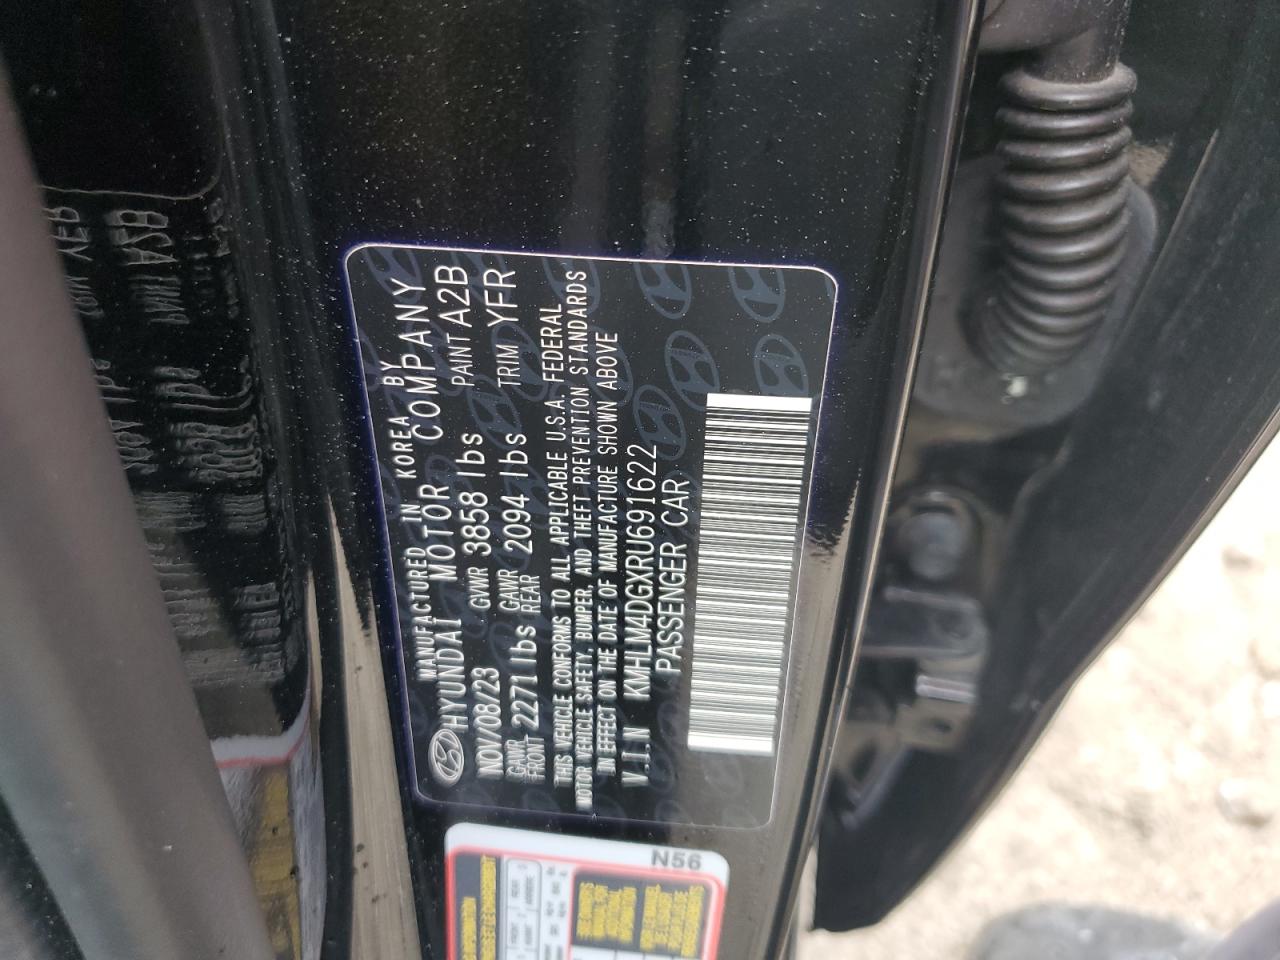 MANUFACTURED IN KOREA BY
HYUNDAI MOTOR COMPANY
NOV/08/23 GVWR 3858 lbs PAINT A2B
GAWR FRONT 2271 lbs GAWR REAR 2094 lbs TRIM YFR
THIS VEHICLE CONFORMS TO ALL APPLICABLE U.S.A. FEDERAL
MOTOR VEHICLE SAFETY, BUMPER, AND THEFT PREVENTION STANDARDS
IN EFFECT ON THE DATE OF MANUFACTURE SHOWN ABOVE
V.I.N KMHLM4DGXRU691622
PASSENGER CAR
N56